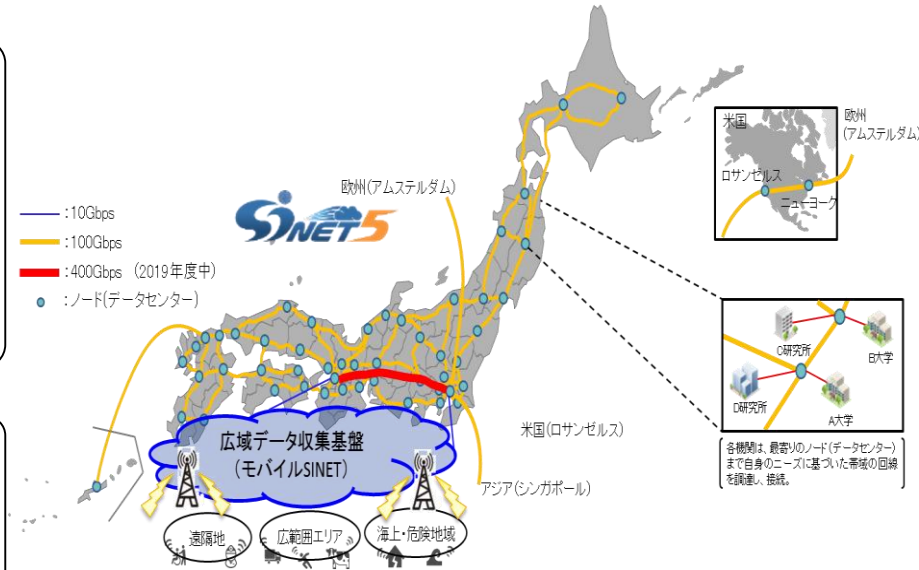 欧州(アムステルダム)
SINET5
:10Gbps
:100Gbps
:400Gbps (2019年度中)
:ノード(データセンター)
米国
欧州
(アムステルダム)
ロサンゼルス
ニューヨーク
C研究所
B大学
D研究所
A大学
各機関は、最寄りのノード(データセンター)
まで自身のニーズに基づいた帯域の回線
を調達し、接続。
米国(ロサンゼルス)
アジア(シンガポール)
広域データ収集基盤
(モバイルSINET)
遠隔地
広範囲エリア
海上・危険地域